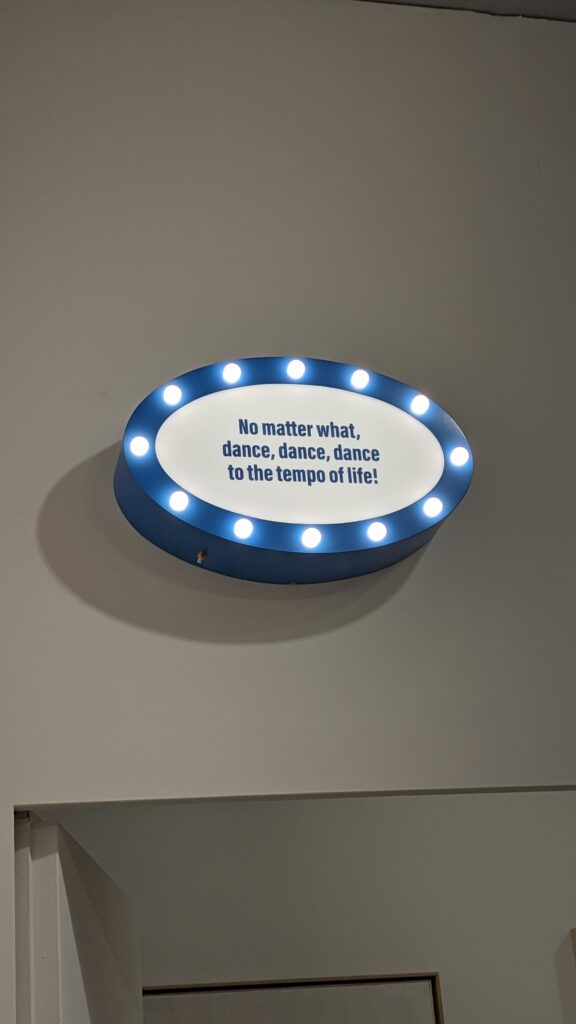 No matter what,
dance, dance, dance
to the tempo of life!